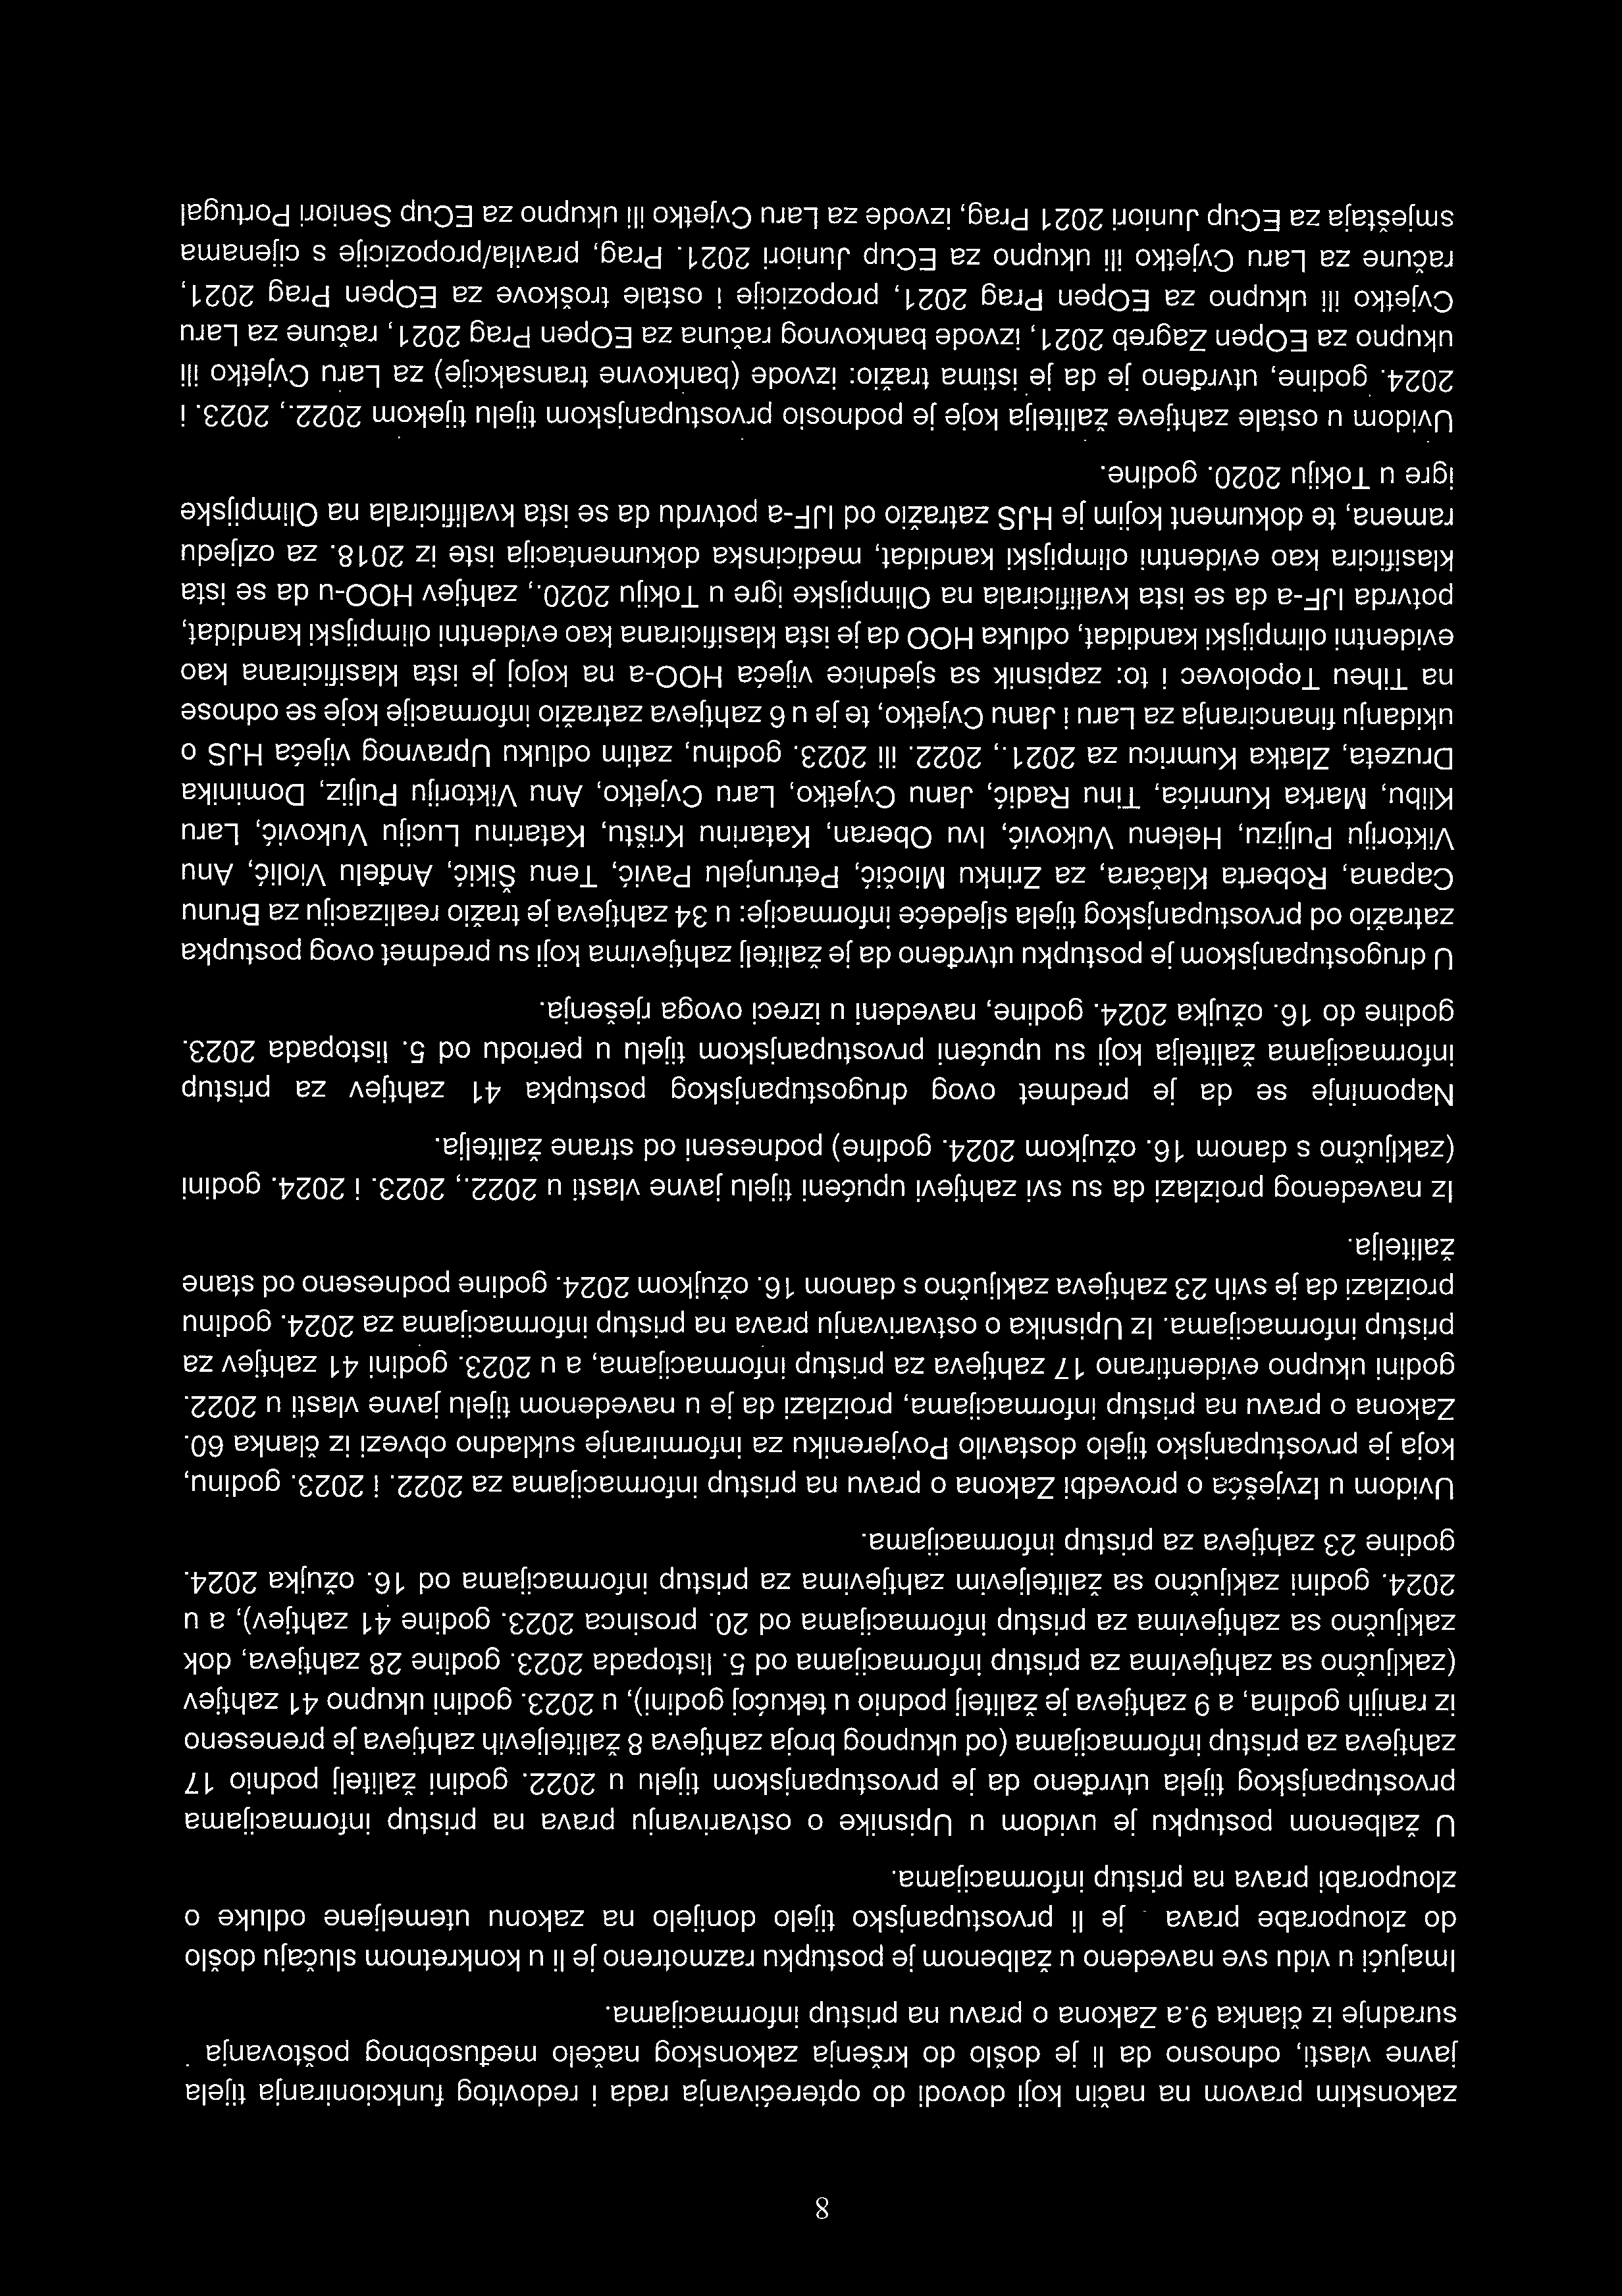 8
zakonskim pravom na način koji dovodi do opterećivanja rada i redovitog funkcioniranja tijela
javne vlasti, odnosno da li je došlo do kršenja zakonskog načelo međusobnog poštovanja
suradnje iz članka 9.a Zakona o pravu na pristup informacijama.
Imajući u vidu sve navedeno u žalbenom je postupku razmotreno je li u konkretnom slučaju došlo
do zlouporabe prava je li prvostupanjsko tijelo donijelo na zakonu utemeljene odluke o
zlouporabi prava na pristup informacijama.
U žalbenom postupku je uvidom u Upisnike o ostvarivanju prava na pristup informacijama
prvostupanjskog tijela utvrđeno da je prvostupanjskom tijelu u 2022. godini žalitelj podnio 17
zahtjeva za pristup informacijama (od ukupnog broja zahtjeva 8 žaliteljevih zahtjeva je preneseno
iz ranijih godina, a 9 zahtjeva je žalitelj podnio u tekućoj godini), u 2023. godini ukupno 41 zahtjev
(zaključno sa zahtjevima za pristup informacijama od 5. listopada 2023. godine 28 zahtjeva, dok
zaključno sa zahtjevima za pristup informacijama od 20. prosinca 2023. godine 41 zahtjev), a u
2024. godini zaključno sa žaliteljevim zahtjevima za pristup informacijama od 16. ožujka 2024.
godine 23 zahtjeva za pristup informacijama.
Uvidom u Izvješća o provedbi Zakona o pravu na pristup informacijama za 2022. i 2023. godinu,
koja je prvostupanjsko tijelo dostavilo Povjereniku za informiranje sukladno obvezi iz članka 60.
Zakona o pravu na pristup informacijama, proizlazi da je u navedenom tijelu javne vlasti u 2022.
godini ukupno evidentirano 17 zahtjeva za pristup informacijama, a u 2023. godini 41 zahtjev za
pristup informacijama. Iz Upisnika o ostvarivanju prava na pristup informacijama za 2024. godinu
proizlazi da je svih 23 zahtjeva zaključno s danom 16. ožujkom 2024. godine podneseno od stane
žalitelja.
Iz navedenog proizlazi da su svi zahtjevi upućeni tijelu javne vlasti u 2022., 2023. i 2024. godini
(zaključno s danom 16. ožujkom 2024. godine) podneseni od strane žalitelja.
Napominje se da je predmet ovog drugostupanjskog postupka 41 zahtjev za pristup
informacijama žalitelja koji su upućeni prvostupanjskom tijelu u periodu od 5. listopada 2023.
godine do 16. ožujka 2024. godine, navedeni u izreci ovoga rješenja.
U drugostupanjskom je postupku utvrđeno da je žalitelj zahtjevima koji su predmet ovog postupka
zatražio od prvostupanjskog tijela sljedeće informacije: u 34 zahtjeva je tražio realizaciju za Brunu
Capana, Roberta Klačara, za Zrinku Miočić, Petrunjelu Pavić, Tenu Šikić, Anđelu Violić, Anu
Viktoriju Puljizu, Helenu Vuković, Ivu Oberan, Katarinu Krištu, Katarinu Luciju Vuković, Laru
Klibu, Marka Kumrića, Tinu Radić, Janu Cvjetko, Laru Cvjetko, Anu Viktoriju Puljiz, Dominika
Druzeta, Zlatka Kumricu za 2021., 2022. ili 2023. godinu, zatim odluku Upravnog vijeća HJS o
ukidanju financiranja za Laru i Janu Cvjetko, te je u 6 zahtjeva zatražio informacije koje se odnose
na Tiheu Topolovec i to: zapisnik sa sjednice vijeća HOO-a na kojoj je ista klasificirana kao
evidentni olimpijski kandidat, odluka HOO da je ista klasificirana kao evidentni olimpijski kandidat,
potvrda IJF-a da se ista kvalificirala na Olimpijske igre u Tokiju 2020., zahtjev HOO-u da se ista
klasificira kao evidentni olimpijski kandidat, medicinska dokumentacija iste iz 2018. za ozljedu
ramena, te dokument kojim je HJS zatražio od IJF-a potvrdu da se ista kvalificirala na Olimpijske
igre u Tokiju 2020. godine.
Uvidom u ostale zahtjeve žalitelja koje je podnosio prvostupanjskom tijelu tijekom 2022., 2023. i
2024. godine, utvrđeno je da je istima tražio: izvode (bankovne transakcije) za Laru Cvjetko ili
ukupno za EOpen Zagreb 2021, izvode bankovnog računa za EOpen Prag 2021, račune za Laru
Cvjetko ili ukupno za EOpen Prag 2021, propozicije i ostale troškove za EOpen Prag 2021,
račune za Laru Cvjetko ili ukupno za ECup Juniori 2021. Prag, pravila/propozicije s cijenama
smještaja za ECup Juniori 2021 Prag, izvode za Laru Cvjetko ili ukupno za ECup Seniori Portugal